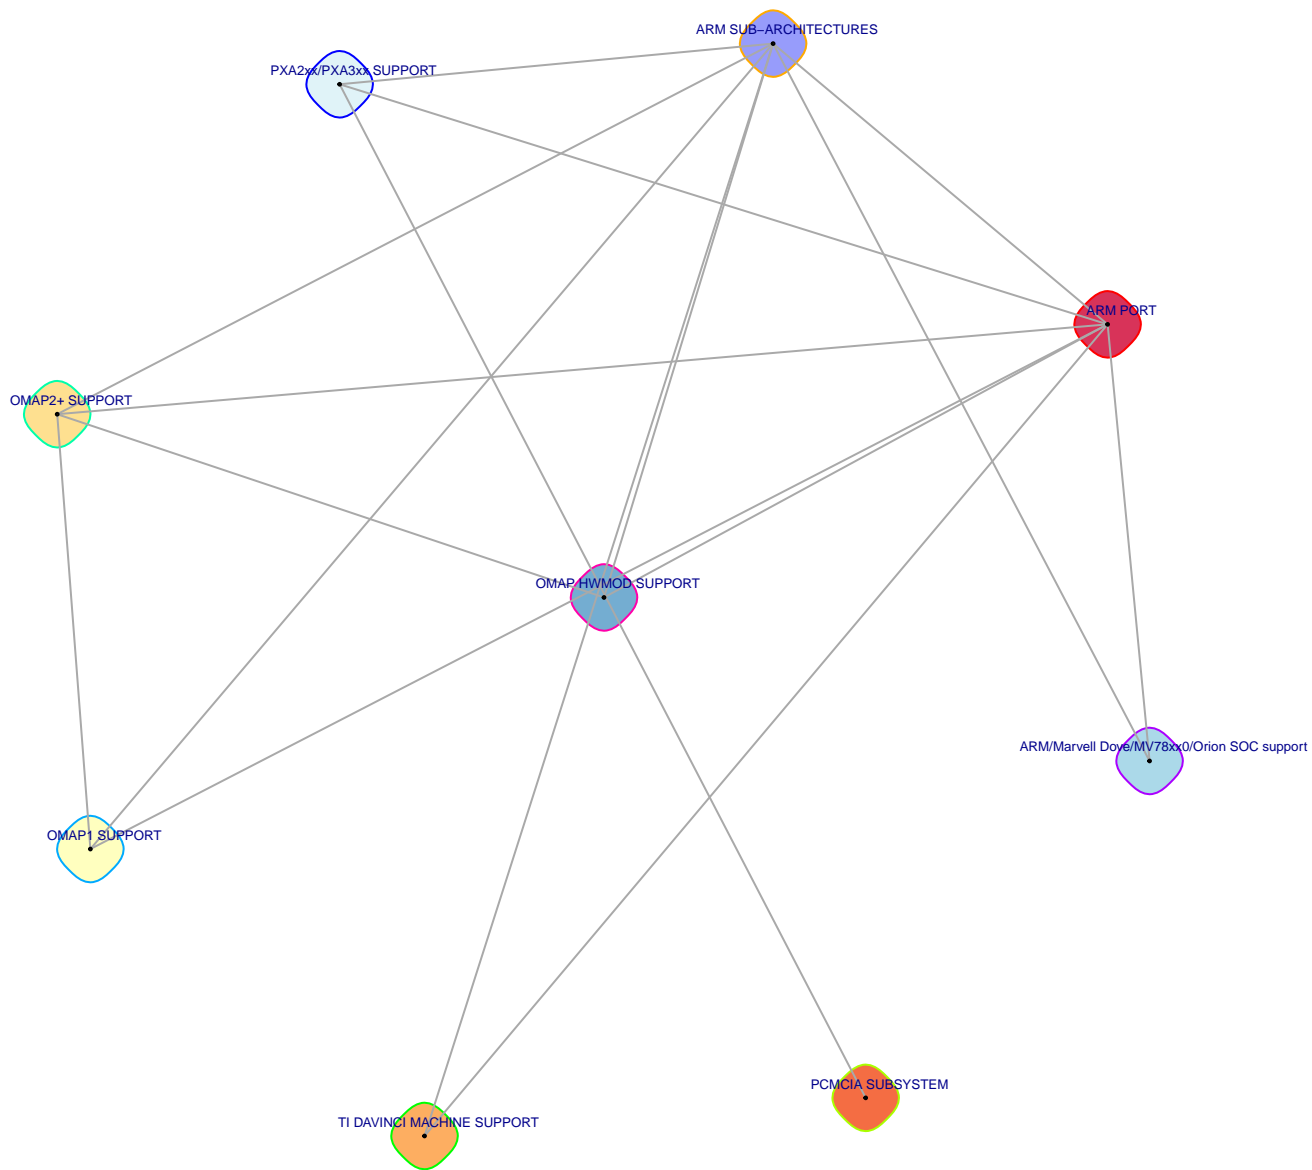 ARM SUB−ARCHITECTURES
PXA2xx/PXA3xx SUPPORT
ARM PORT
OMAP2+ SUPPORT
OMAP HWMOD SUPPORT
ARM/Marvell Dove/MV78xx0/Orion SOC support
OMAP1 SUPPORT
PCMCIA SUBSYSTEM
TI DAVINCI MACHINE SUPPORT